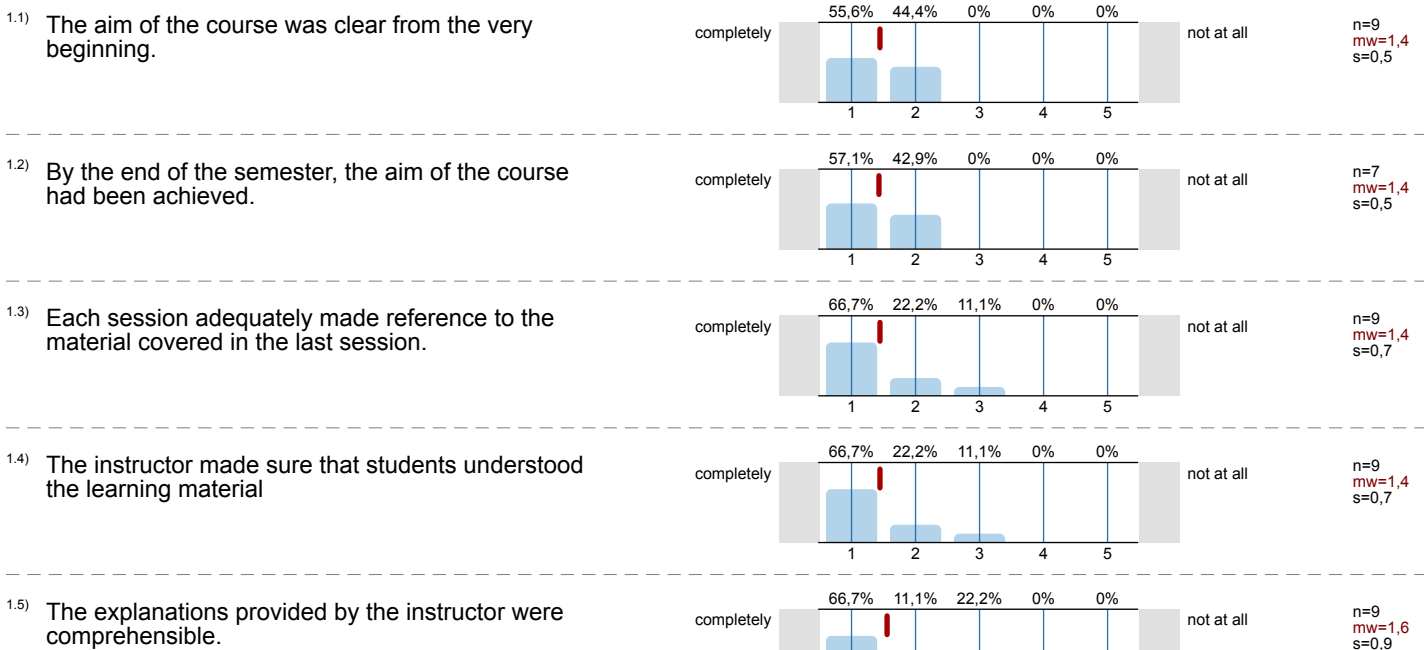 1.1) The aim of the course was clear from the very
beginning.
55,6% 44,4% 0% 0% 0%
completely
not at all
n=9
mw=1,4
s=0,5
1 2 3 4 5
1.2) By the end of the semester, the aim of the course
had been achieved.
57,1% 42,9% 0% 0% 0%
completely
not at all
n=7
mw=1,4
s=0,5
1 2 3 4 5
1.3) Each session adequately made reference to the
material covered in the last session.
66,7% 22,2% 11,1% 0% 0%
completely
not at all
n=9
mw=1,4
s=0,7
1 2 3 4 5
1.4) The instructor made sure that students understood
the learning material
66,7% 22,2% 11,1% 0% 0%
completely
not at all
n=9
mw=1,4
s=0,7
1 2 3 4 5
1.5) The explanations provided by the instructor were
comprehensible.
66,7% 11,1% 22,2% 0% 0%
completely
not at all
n=9
mw=1,6
s=0,9